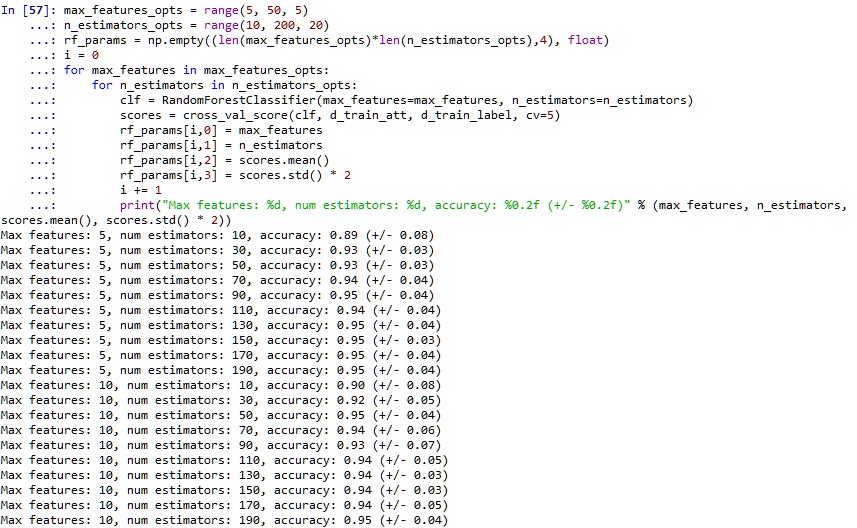 In [57]: max_features_opts = range(5, 50, 5)
    ...: n_estimators_opts = range(10, 200, 20)
    ...: rf_params = np.empty((len(max_features_opts)*len(n_estimators_opts),4), float)
    ...: i = 0
    ...: for max_features in max_features_opts:
    ...:     for n_estimators in n_estimators_opts:
    ...:         clf = RandomForestClassifier(max_features=max_features, n_estimators=n_estimators)
    ...:         scores = cross_val_score(clf, d_train_att, d_train_label, cv=5)
    ...:         rf_params[i,0] = max_features
    ...:         rf_params[i,1] = n_estimators
    ...:         rf_params[i,2] = scores.mean()
    ...:         rf_params[i,3] = scores.std() * 2
    ...:         i += 1
    ...:         print("Max features: %d, num estimators: %d, accuracy: %0.2f (+/- %0.2f)" % (max_features, n_estimators,
scores.mean(), scores.std() * 2))
Max features: 5, num estimators: 10, accuracy: 0.89 (+/- 0.08)
Max features: 5, num estimators: 30, accuracy: 0.93 (+/- 0.03)
Max features: 5, num estimators: 50, accuracy: 0.93 (+/- 0.03)
Max features: 5, num estimators: 70, accuracy: 0.94 (+/- 0.04)
Max features: 5, num estimators: 90, accuracy: 0.95 (+/- 0.04)
Max features: 5, num estimators: 110, accuracy: 0.94 (+/- 0.04)
Max features: 5, num estimators: 130, accuracy: 0.95 (+/- 0.04)
Max features: 5, num estimators: 150, accuracy: 0.95 (+/- 0.03)
Max features: 5, num estimators: 170, accuracy: 0.95 (+/- 0.04)
Max features: 5, num estimators: 190, accuracy: 0.95 (+/- 0.04)
Max features: 10, num estimators: 10, accuracy: 0.90 (+/- 0.08)
Max features: 10, num estimators: 30, accuracy: 0.92 (+/- 0.05)
Max features: 10, num estimators: 50, accuracy: 0.95 (+/- 0.04)
Max features: 10, num estimators: 70, accuracy: 0.94 (+/- 0.06)
Max features: 10, num estimators: 90, accuracy: 0.93 (+/- 0.07)
Max features: 10, num estimators: 110, accuracy: 0.94 (+/- 0.05)
Max features: 10, num estimators: 130, accuracy: 0.94 (+/- 0.03)
Max features: 10, num estimators: 150, accuracy: 0.94 (+/- 0.03)
Max features: 10, num estimators: 170, accuracy: 0.94 (+/- 0.05)
Max features: 10, num estimators: 190, accuracy: 0.95 (+/- 0.04)